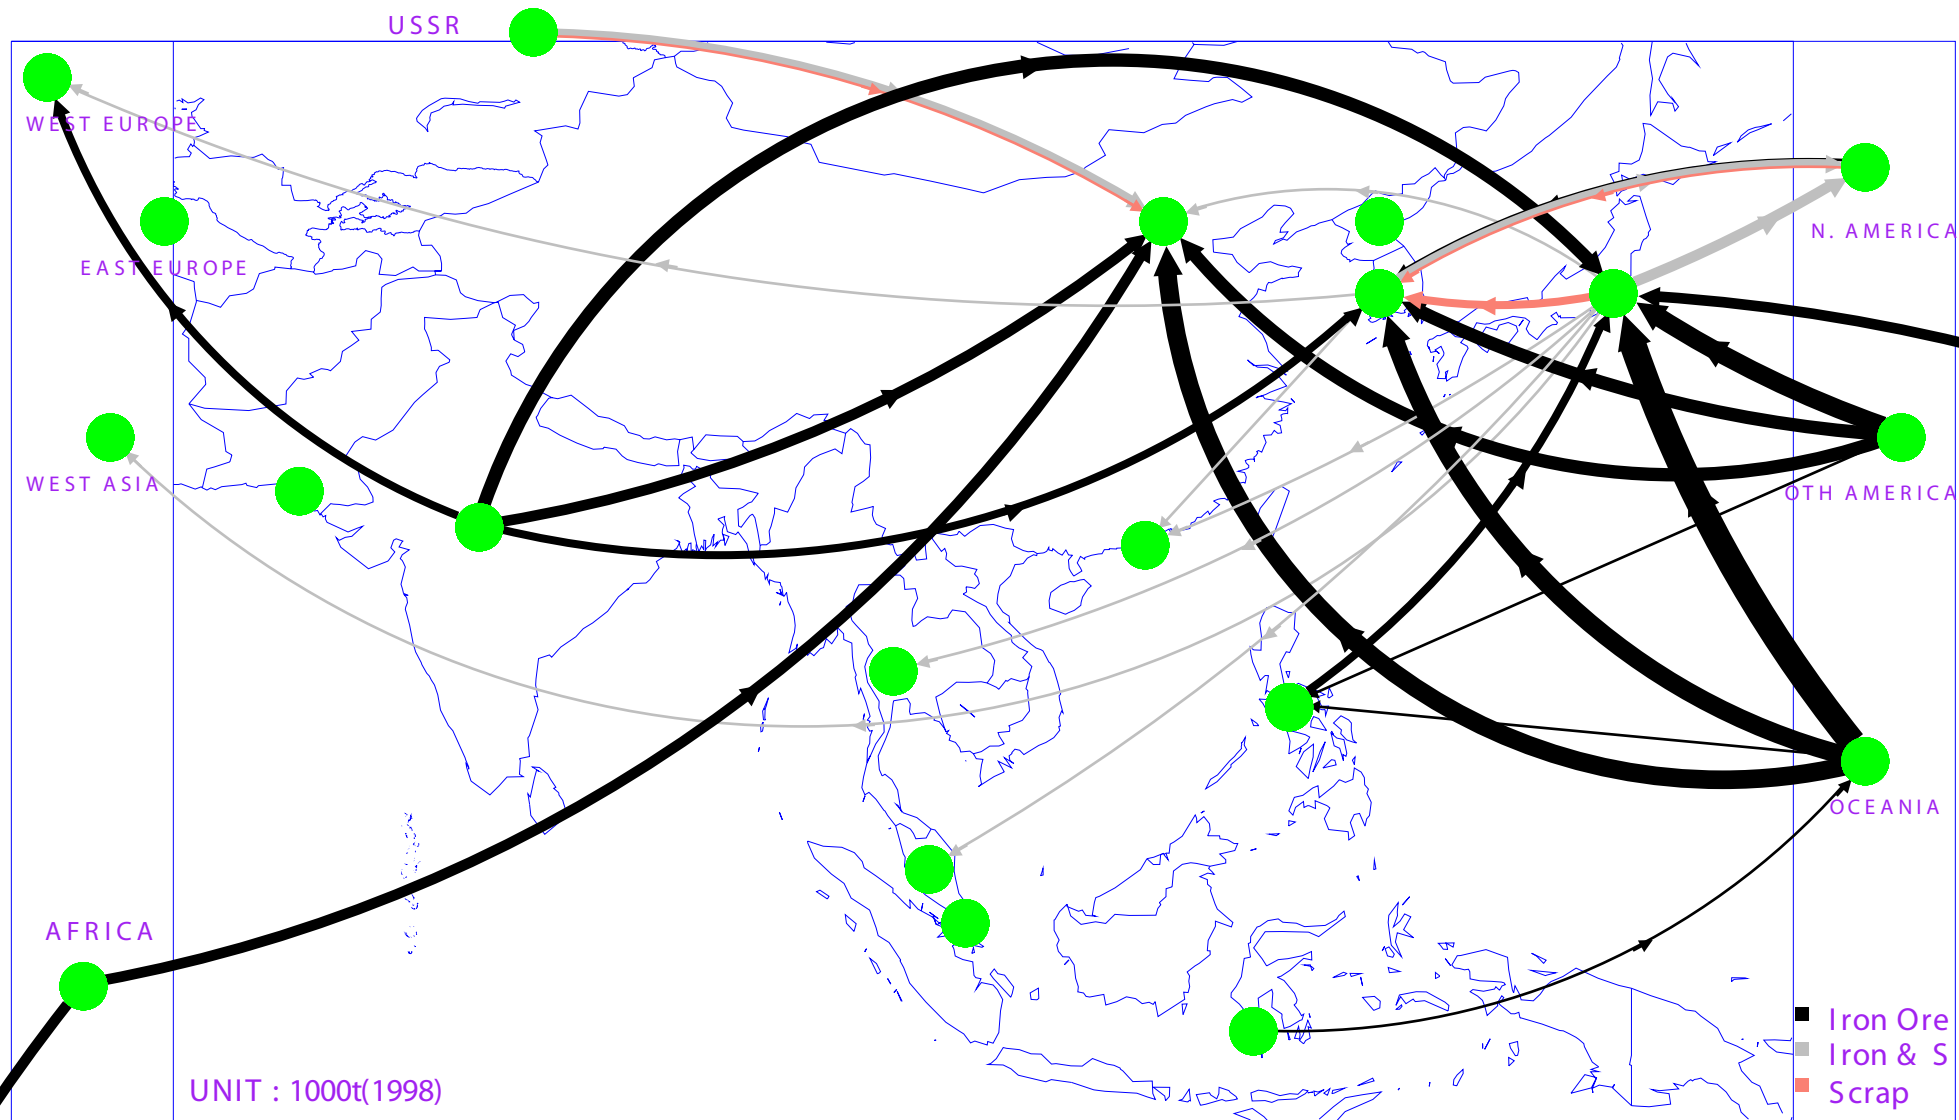 USSR
WEST EUROPE
N. AMERICA
EAST EUROPE
WEST ASIA
OTH AMERICA
OCEANIA
AFRICA
Iron Ore
Iron & S
Scrap
UNIT : 1000t(1998)